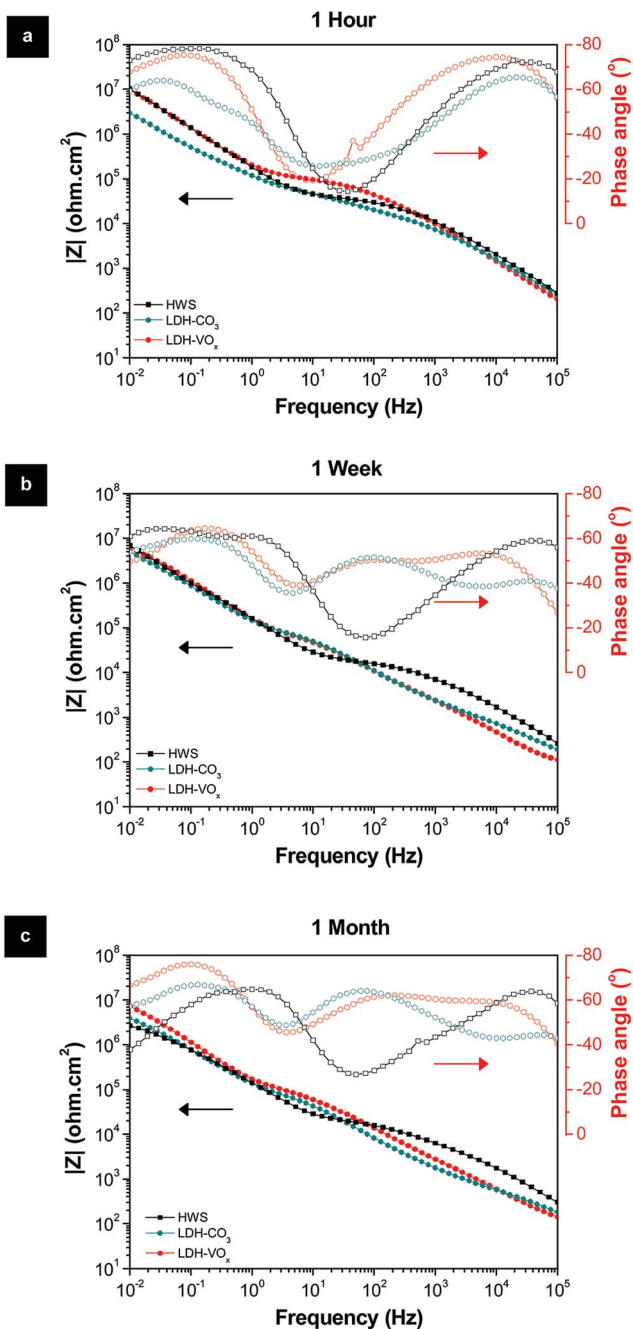 a
1 Hour
10⁸
10⁷
10⁶
10⁵
10⁴
10³
10²
10¹
|Z| (ohm.cm²)
-80
-60
-40
-20
0
Phase angle (°)
HWS
LDH-CO₃
LDH-VOₓ
10⁻² 10⁻¹ 10⁰ 10¹ 10² 10³ 10⁴ 10⁵
Frequency (Hz)
b
1 Week
10⁸
10⁷
10⁶
10⁵
10⁴
10³
10²
10¹
|Z| (ohm.cm²)
-80
-60
-40
-20
0
Phase angle (°)
HWS
LDH-CO₃
LDH-VOₓ
10⁻² 10⁻¹ 10⁰ 10¹ 10² 10³ 10⁴ 10⁵
Frequency (Hz)
c
1 Month
10⁸
10⁷
10⁶
10⁵
10⁴
10³
10²
10¹
|Z| (ohm.cm²)
-80
-60
-40
-20
0
Phase angle (°)
HWS
LDH-CO₃
LDH-VOₓ
10⁻² 10⁻¹ 10⁰ 10¹ 10² 10³ 10⁴ 10⁵
Frequency (Hz)